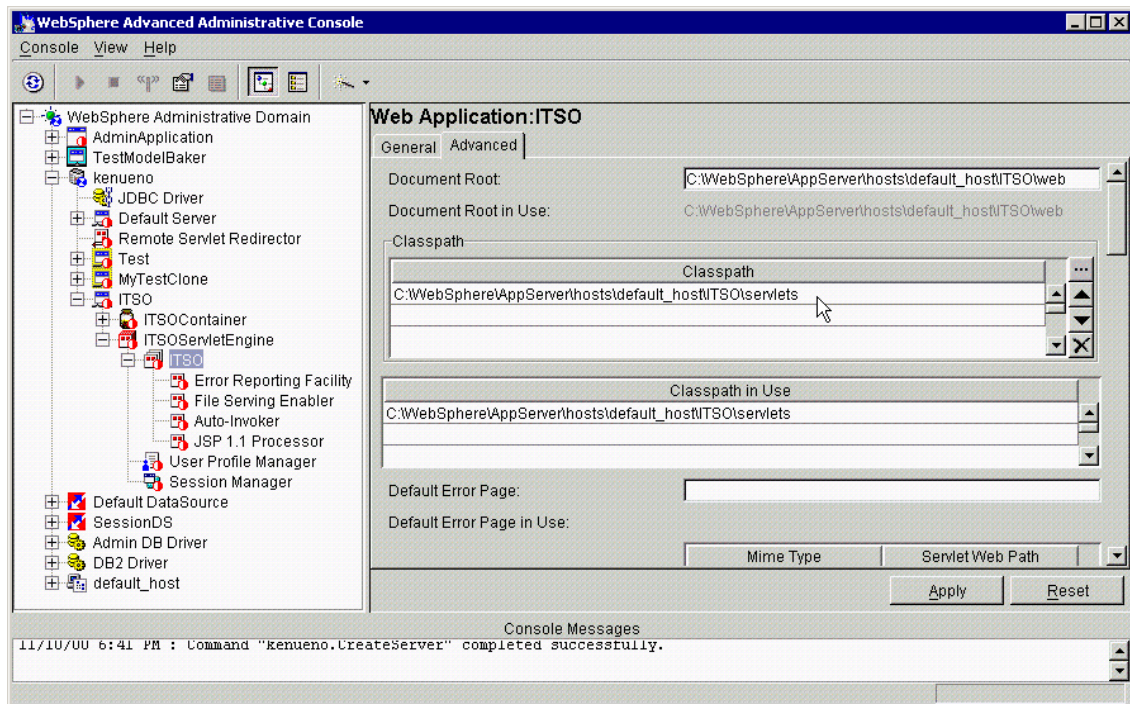 WebSphere Advanced Administrative Console
Console View Help
WebSphere Administrative Domain
AdminApplication
TestModelBaker
kenueno
JDBC Driver
Default Server
Remote Servlet Redirector
Test
MyTestClone
ITSO
ITSOContainer
ITSOServletEngine
ITSO
Error Reporting Facility
File Serving Enabler
Auto-Invoker
JSP 1.1 Processor
User Profile Manager
Session Manager
Default DataSource
SessionDS
Admin DB Driver
DB2 Driver
default_host
Web Application:ITSO
General Advanced
Document Root: C:\WebSphere\AppServer\hosts\default_host\ITSO\web
Document Root in Use: C:\WebSphere\AppServer\hosts\default_host\ITSO\web
Classpath
Classpath
...
C:\WebSphere\AppServer\hosts\default_host\ITSO\servlets
Classpath in Use
C:\WebSphere\AppServer\hosts\default_host\ITSO\servlets
Default Error Page:
Default Error Page in Use:
Mime Type Servlet Web Path
Apply Reset
Console Messages
11/10/00 6:41 PM : Command "kenueno.CreateServer" completed successfully.